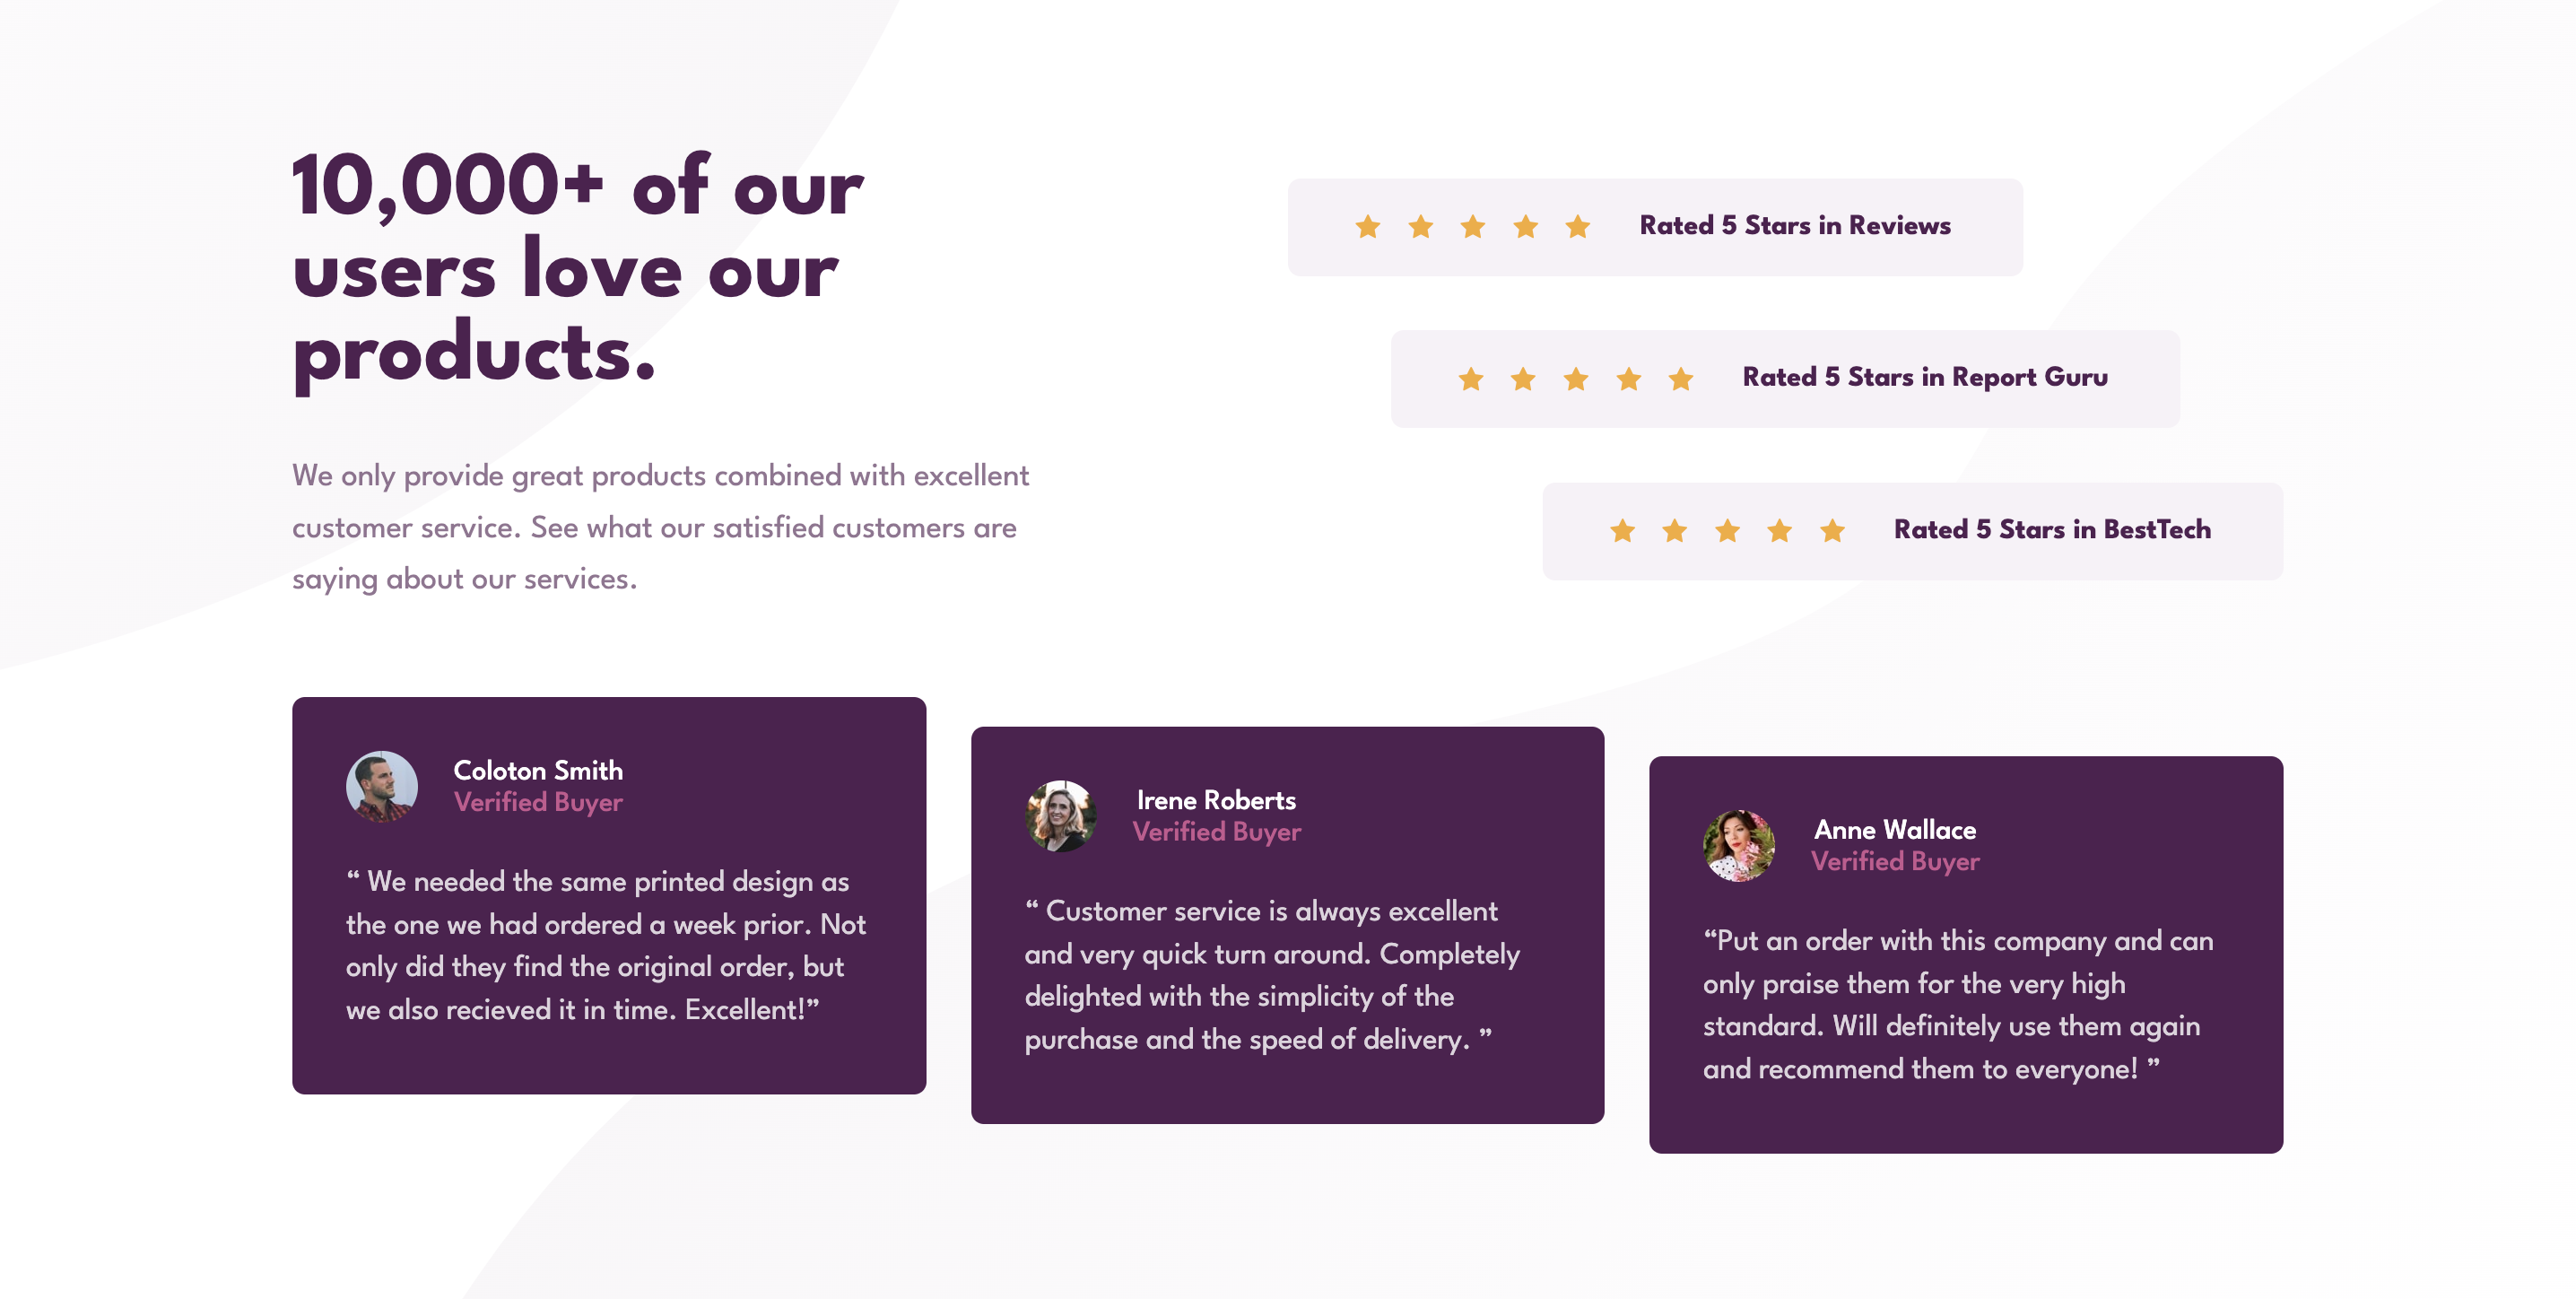 10,000+ of our
users love our
products.
We only provide great products combined with excellent
customer service. See what our satisfied customers are
saying about our services.
Rated 5 Stars in Reviews
Rated 5 Stars in Report Guru
Rated 5 Stars in BestTech
Coloton Smith
Verified Buyer
“ We needed the same printed design as
the one we had ordered a week prior. Not
only did they find the original order, but
we also recieved it in time. Excellent!”
Irene Roberts
Verified Buyer
“ Customer service is always excellent
and very quick turn around. Completely
delighted with the simplicity of the
purchase and the speed of delivery. ”
Anne Wallace
Verified Buyer
“Put an order with this company and can
only praise them for the very high
standard. Will definitely use them again
and recommend them to everyone! ”